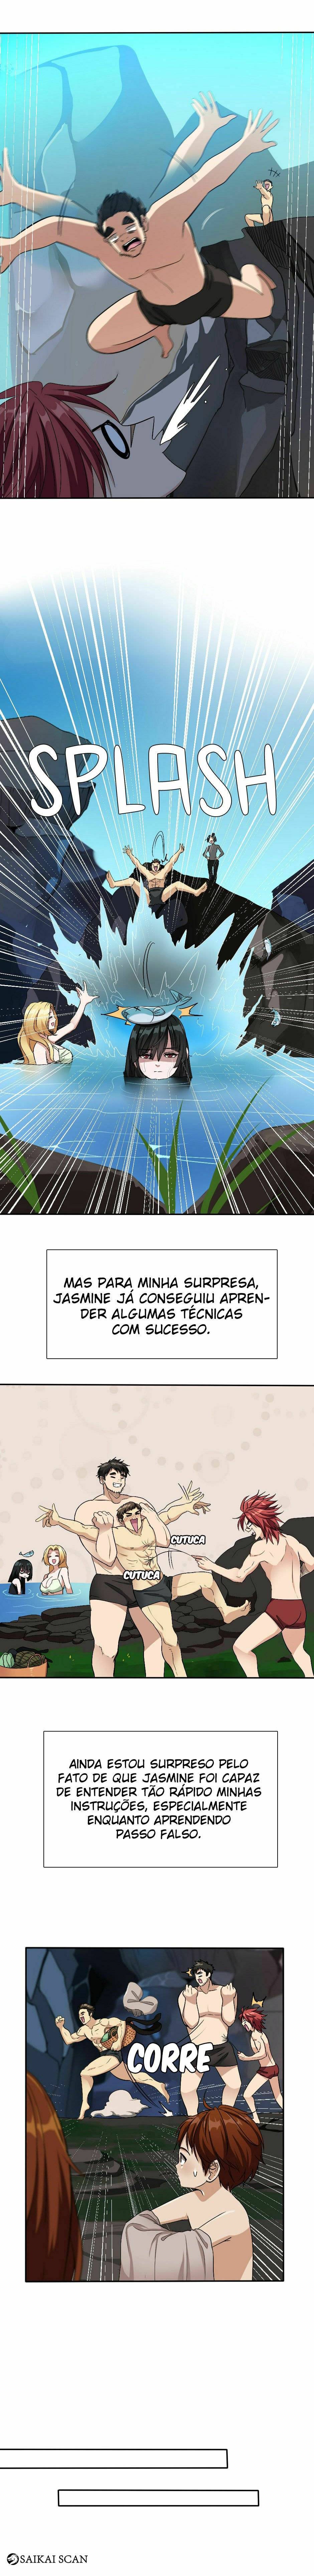 SPLASH
MAS PARA MINHA SURPRESA,
JASMINE JÁ CONSEGUIU APREN-
DER ALGUMAS TÉCNICAS
COM SUCESSO.
CUTUCA
CUTUCA
AINDA ESTOU SURPRESO PELO
FATO DE QUE JASMINE FOI CAPAZ
DE ENTENDER TÃO RÁPIDO MINHAS
INSTRUÇÕES, ESPECIALMENTE
ENQUANTO APRENDENDO
PASSO FALSO.
CORRE
SAIKAI SCAN